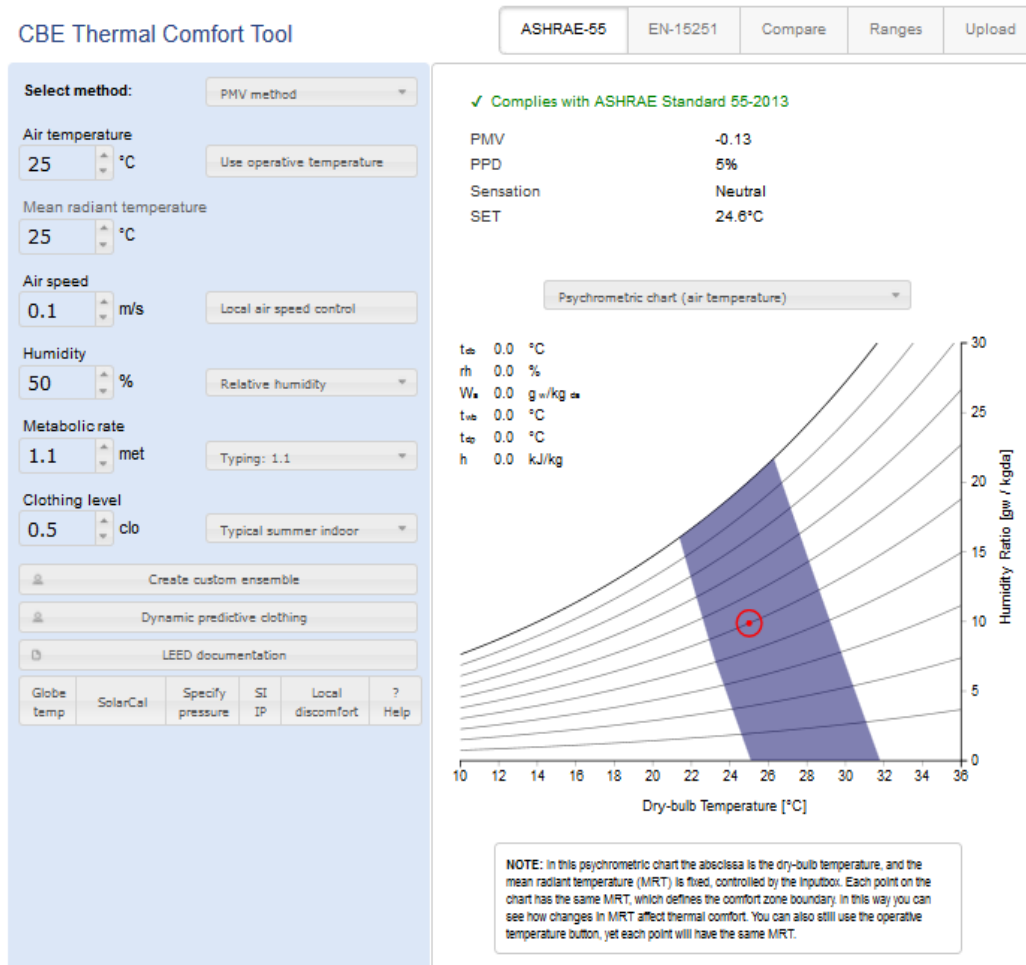 CBE Thermal Comfort Tool
ASHRAE-55 EN-15251 Compare Ranges Upload
Select method: PMV method
Air temperature
25 °C Use operative temperature
Mean radiant temperature
25 °C
Air speed
0.1 m/s Local air speed control
Humidity
50 % Relative humidity
Metabolic rate
1.1 met Typing: 1.1
Clothing level
0.5 clo Typical summer indoor
Create custom ensemble
Dynamic predictive clothing
LEED documentation
Globe temp SolarCal Specify pressure SI IP Local discomfort ? Help
✓ Complies with ASHRAE Standard 55-2013
PMV -0.13
PPD 5%
Sensation Neutral
SET 24.6°C
Psychrometric chart (air temperature)
tdb 0.0 °C
rh 0.0 %
Wa 0.0 g w/kg da
twb 0.0 °C
tdp 0.0 °C
h 0.0 kJ/kg
30
25
20
15
10
5
0
Humidity Ratio [gw / kgda]
10 12 14 16 18 20 22 24 26 28 30 32 34 36
Dry-bulb Temperature [°C]
NOTE: In this psychrometric chart the abscissa is the dry-bulb temperature, and the
mean radiant temperature (MRT) is fixed, controlled by the inputbox. Each point on the
chart has the same MRT, which defines the comfort zone boundary. In this way you can
see how changes in MRT affect thermal comfort. You can also still use the operative
temperature button, yet each point will have the same MRT.